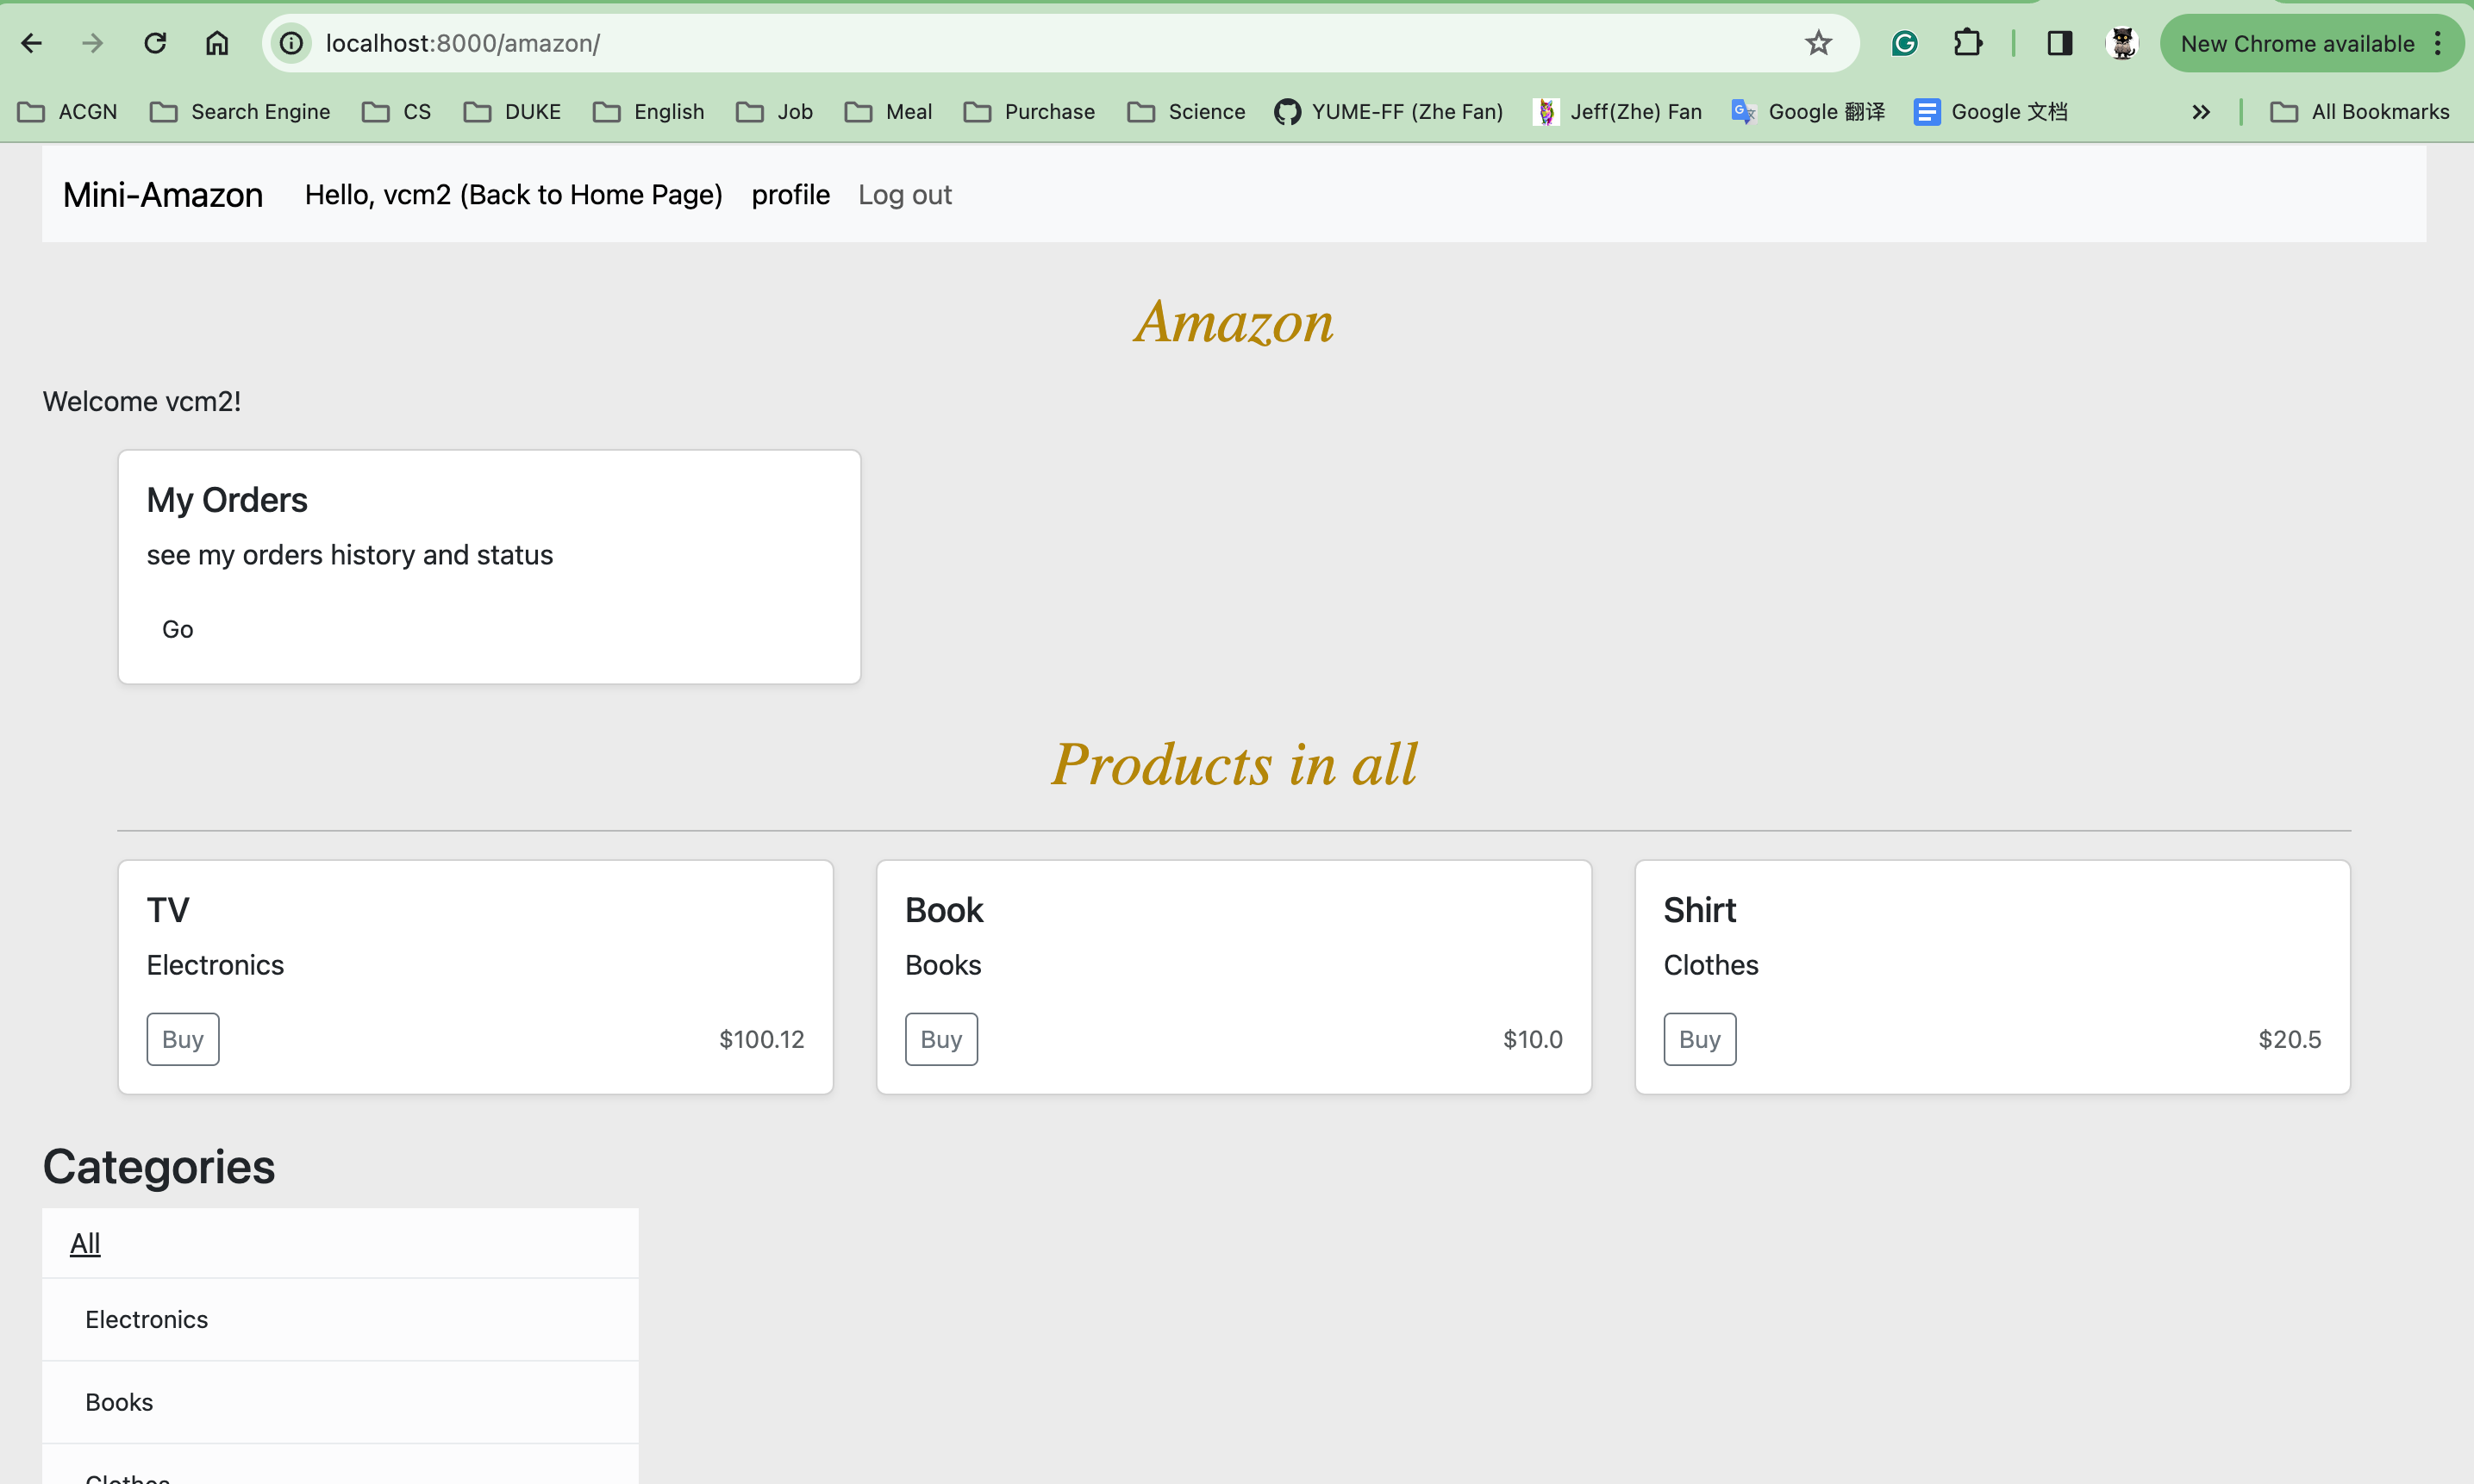 localhost:8000/amazon/
New Chrome available
ACGN Search Engine CS DUKE English Job Meal Purchase Science YUME-FF (Zhe Fan) Jeff(Zhe) Fan Google 翻译 Google 文档 All Bookmarks
Mini-Amazon Hello, vcm2 (Back to Home Page) profile Log out
Amazon
Welcome vcm2!
My Orders
see my orders history and status
Go
Products in all
TV
Electronics
Buy $100.12
Book
Books
Buy $10.0
Shirt
Clothes
Buy $20.5
Categories
All
Electronics
Books
Clothes